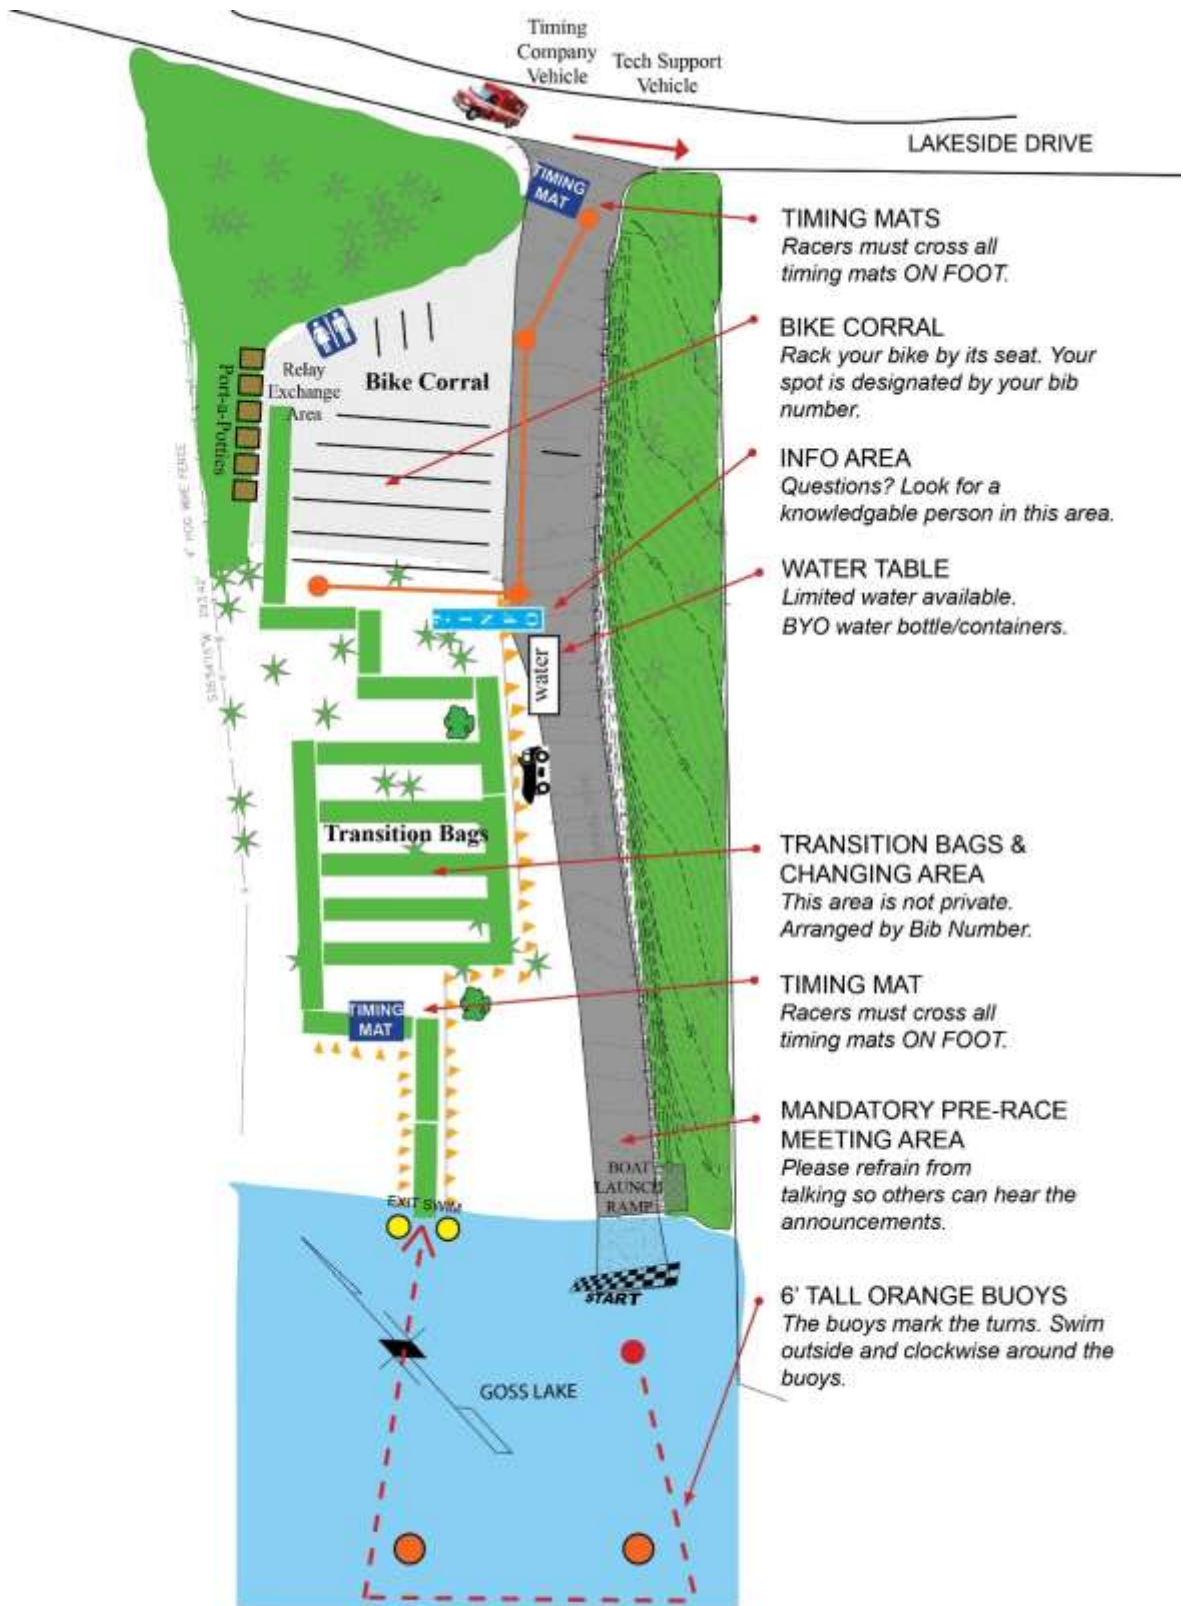 Timing
Company
Vehicle
Tech Support
Vehicle
LAKESIDE DRIVE
TIMING
MAT
TIMING MATS
Racers must cross all
timing mats ON FOOT.
BIKE CORRAL
Rack your bike by its seat. Your
spot is designated by your bib
number.
Relay
Exchange
Area
Bike Corral
Port-a-Potties
4' HOG WIRE FENCE
INFO AREA
Questions? Look for a
knowledgable person in this area.
WATER TABLE
Limited water available.
BYO water bottle/containers.
INFO
water
Transition Bags
TRANSITION BAGS &
CHANGING AREA
This area is not private.
Arranged by Bib Number.
TIMING
MAT
TIMING MAT
Racers must cross all
timing mats ON FOOT.
MANDATORY PRE-RACE
MEETING AREA
Please refrain from
talking so others can hear the
announcements.
BOAT
LAUNCH
RAMP
EXIT SWIM
START
6' TALL ORANGE BUOYS
The buoys mark the turns. Swim
outside and clockwise around the
buoys.
GOSS LAKE